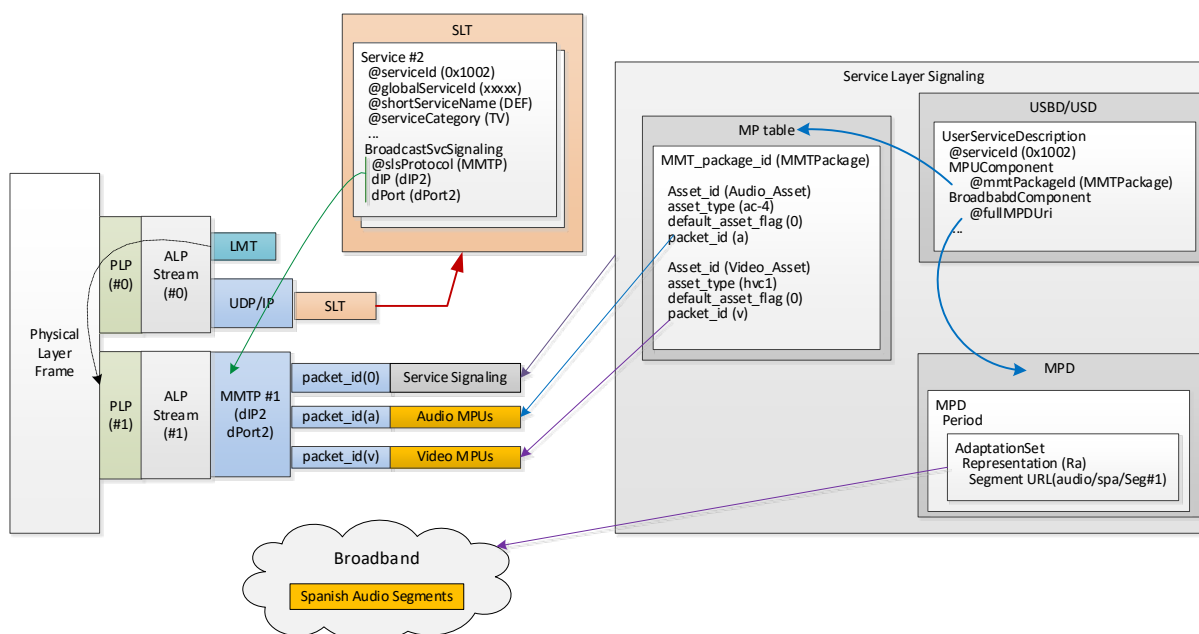 SLT
Service #2
@serviceId (0x1002)
@globalServiceId (xxxxx)
@shortServiceName (DEF)
@serviceCategory (TV)
...
BroadcastSvcSignaling
@slsProtocol (MMTP)
dIP (dIP2)
dPort (dPort2)
Physical
Layer
Frame
PLP
(#0)
ALP
Stream
(#0)
LMT
UDP/IP
SLT
PLP
(#1)
ALP
Stream
(#1)
MMTP #1
(dIP2
dPort2)
packet_id(0)
Service Signaling
packet_id(a)
Audio MPUs
packet_id(v)
Video MPUs
Broadband
Spanish Audio Segments
Service Layer Signaling
MP table
MMT_package_id (MMTPackage)
Asset_id (Audio_Asset)
asset_type (ac-4)
default_asset_flag (0)
packet_id (a)
Asset_id (Video_Asset)
asset_type (hvc1)
default_asset_flag (0)
packet_id (v)
USBD/USD
UserServiceDescription
@serviceId (0x1002)
MPUComponent
@mmtPackageId (MMTPackage)
BroadbabdComponent
@fullMPDUri
...
MPD
MPD
Period
AdaptationSet
Representation (Ra)
Segment URL(audio/spa/Seg#1)